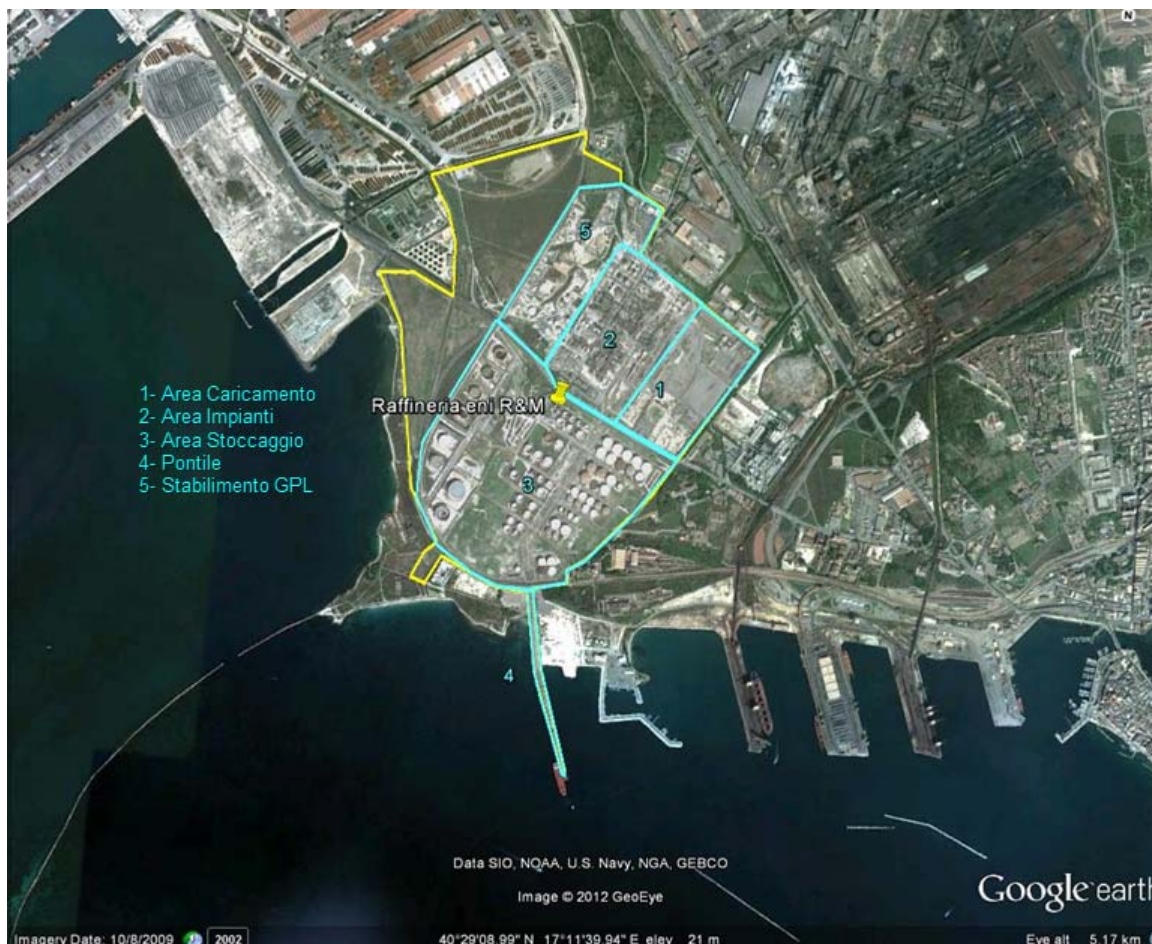 N
5
2
1
1- Area Caricamento
2- Area Impianti
3- Area Stoccaggio
4- Pontile
5- Stabilimento GPL
Raffineria eni R&M
3
4
Data SIO, NOAA, U.S. Navy, NGA, GEBCO
Image © 2012 GeoEye
Google earth
Imagery Date: 10/8/2009
2002
40°29'08.99" N 17°11'39.94" E elev 21 m
Eye alt 5.17 km